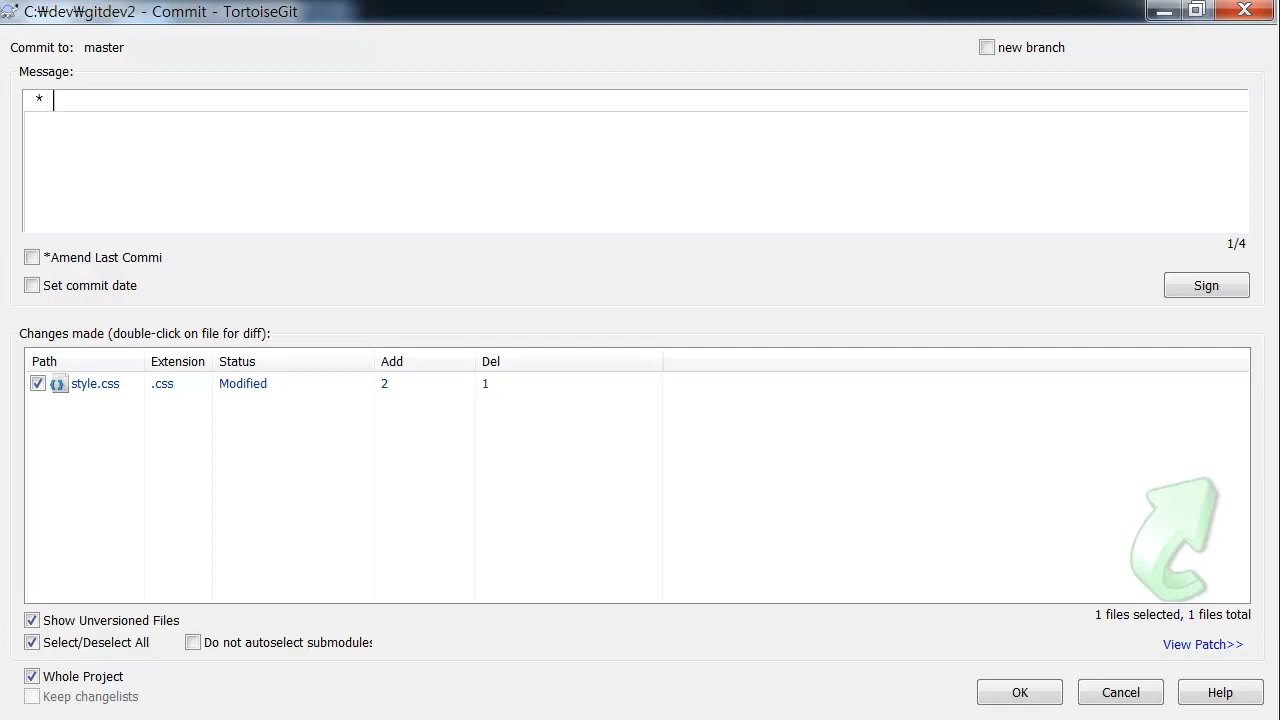 C:₩dev₩gitdev2 - Commit - TortoiseGit
Commit to: master
new branch
Message:
*
1/4
*Amend Last Commi
Set commit date
Sign
Changes made (double-click on file for diff):
Path Extension Status Add Del
style.css .css Modified 2 1
Show Unversioned Files
1 files selected, 1 files total
Select/Deselect All Do not autoselect submodules
View Patch>>
Whole Project
Keep changelists
OK Cancel Help